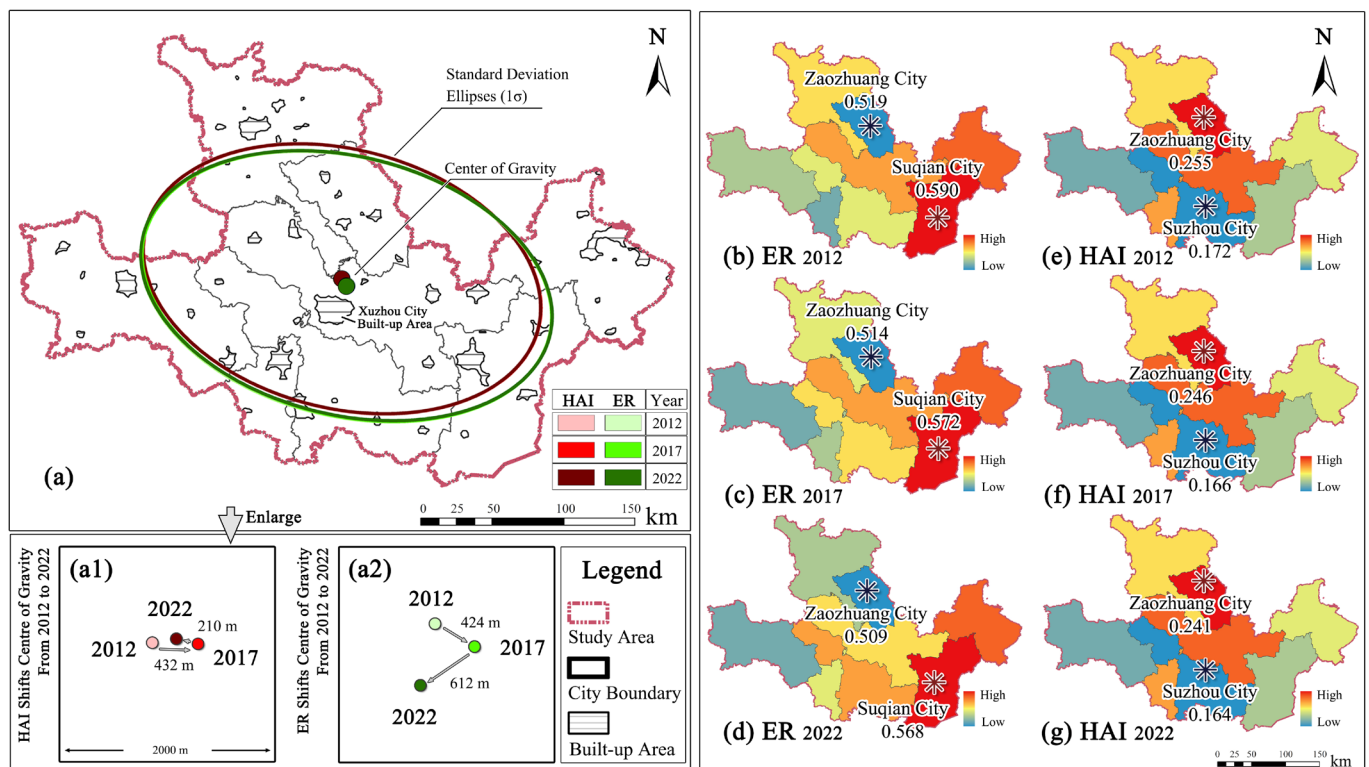 N
Standard Deviation
Ellipses (1σ)
Center of Gravity
Xuzhou City
Built-up Area
HAI ER Year
2012
2017
2022
(a)
0 25 50 100 150 km
Enlarge
HAI Shifts Centre of Gravity
From 2012 to 2022
(a1)
2022
210 m
2012
2017
432 m
2000 m
ER Shifts Centre of Gravity
From 2012 to 2022
(a2)
2012
424 m
2017
612 m
2022
Legend
Study Area
City Boundary
Built-up Area
Zaozhuang City
0.519
Suqian City
0.590
High
Low
(b) ER 2012
N
Zaozhuang City
0.255
Suzhou City
0.172
High
Low
(e) HAI 2012
Zaozhuang City
0.514
Suqian City
0.572
High
Low
(c) ER 2017
Zaozhuang City
0.246
Suzhou City
0.166
High
Low
(f) HAI 2017
Zaozhuang City
0.509
Suqian City
0.568
High
Low
(d) ER 2022
Zaozhuang City
0.241
Suzhou City
0.164
High
Low
(g) HAI 2022
0 25 50 100 150 km